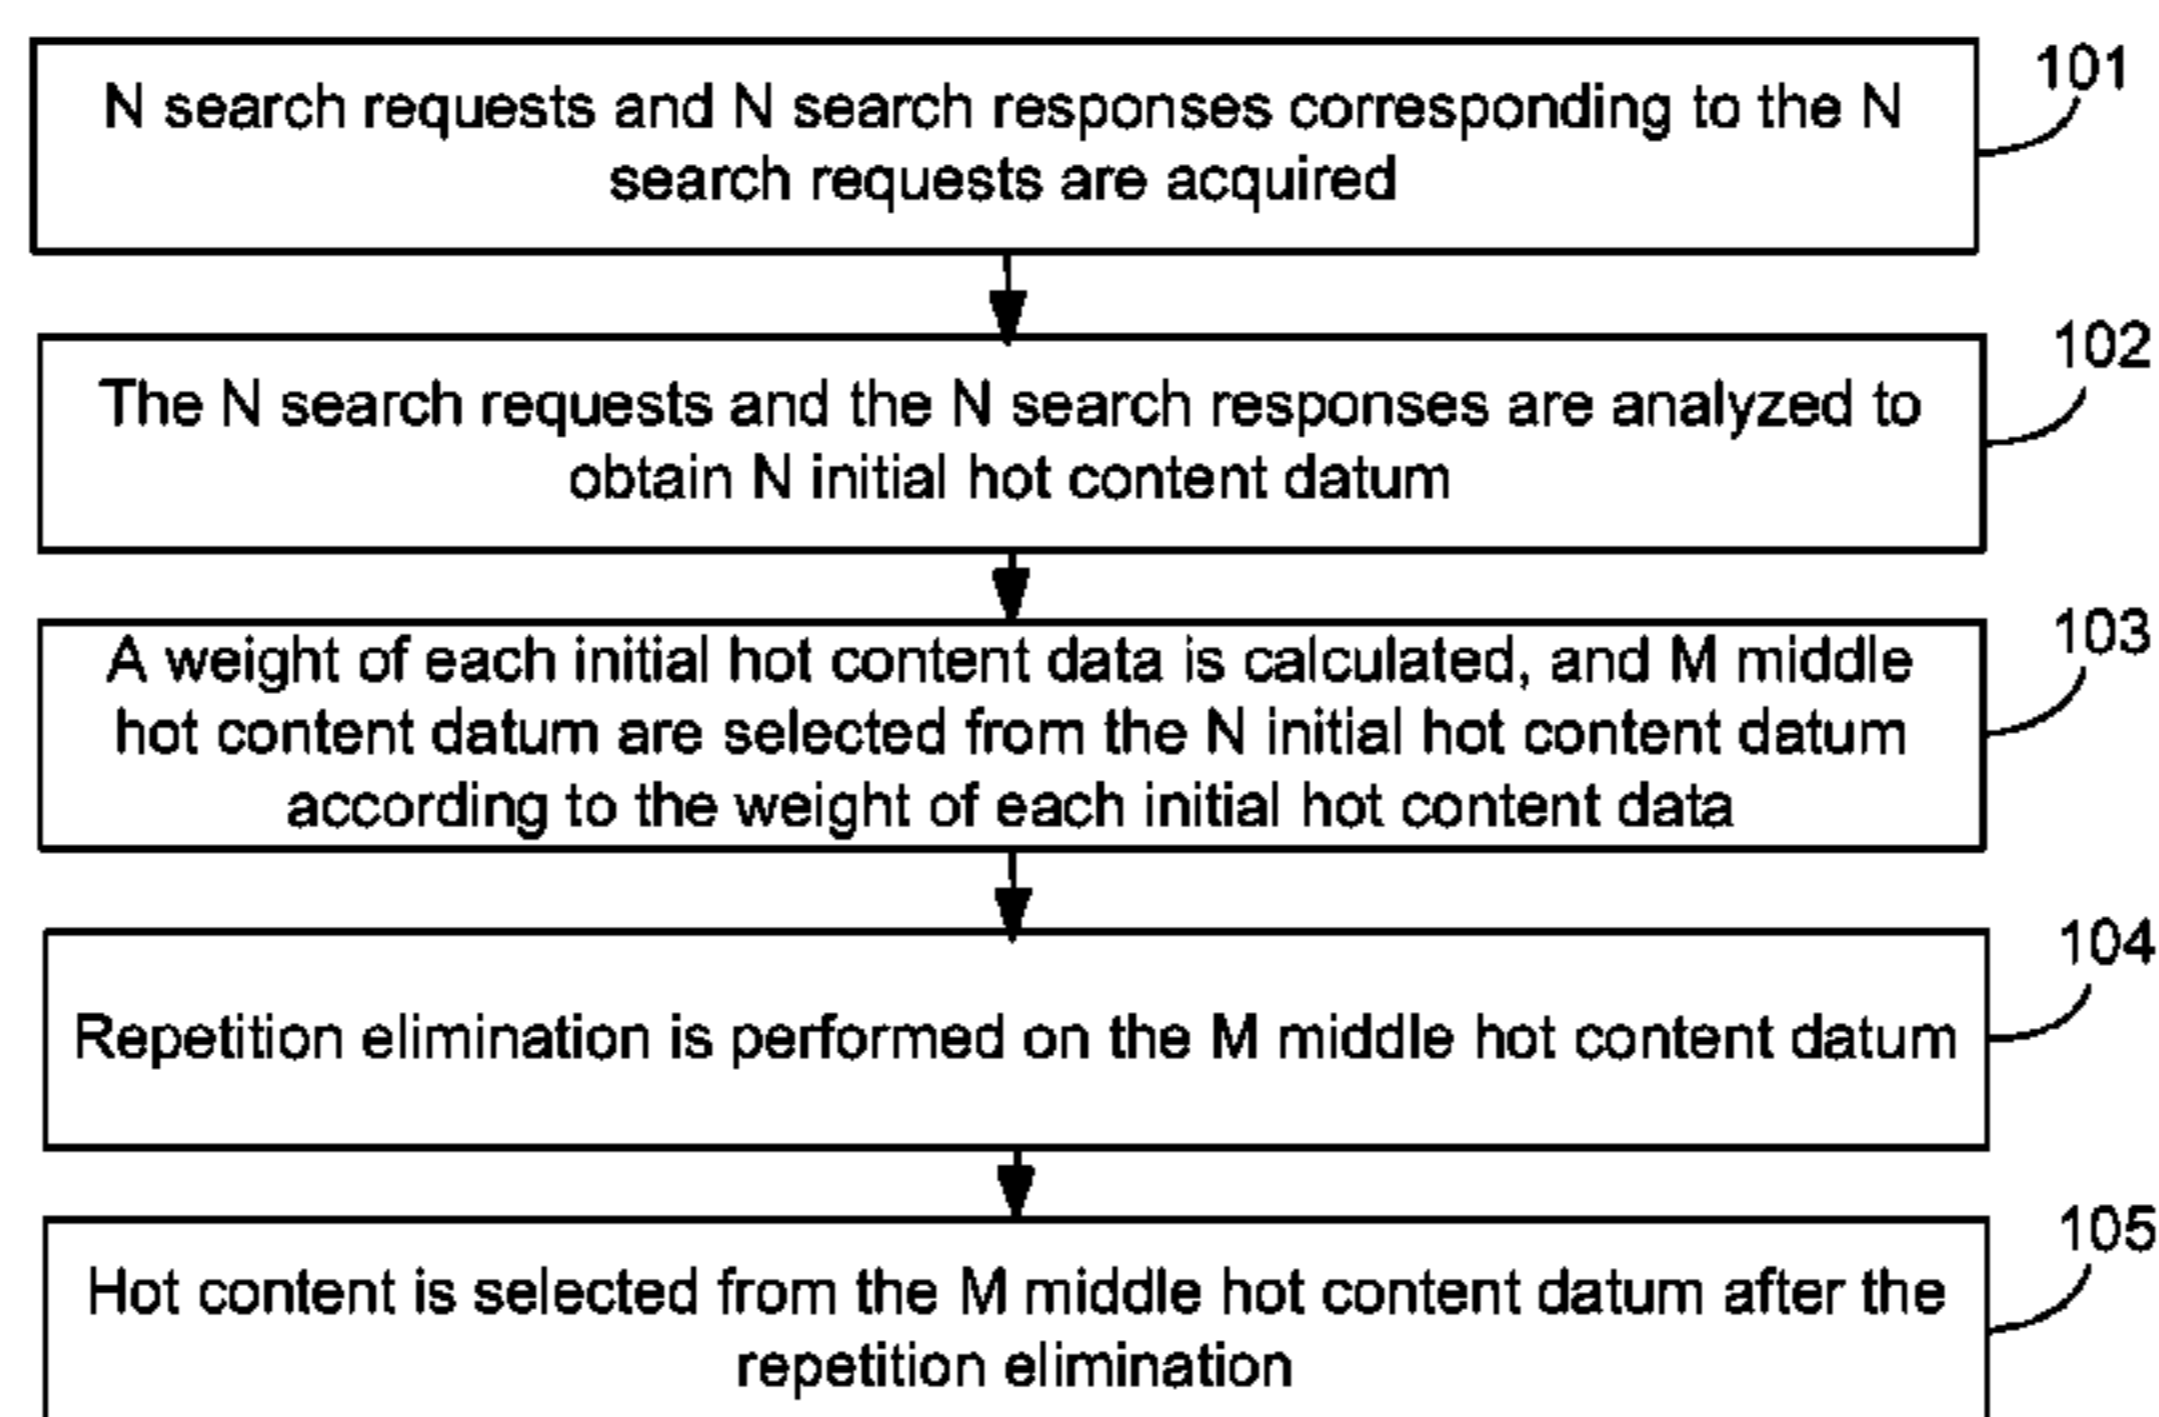 101
N search requests and N search responses corresponding to the N
search requests are acquired
102
The N search requests and the N search responses are analyzed to
obtain N initial hot content datum
103
A weight of each initial hot content data is calculated, and M middle
hot content datum are selected from the N initial hot content datum
according to the weight of each initial hot content data
104
Repetition elimination is performed on the M middle hot content datum
105
Hot content is selected from the M middle hot content datum after the
repetition elimination